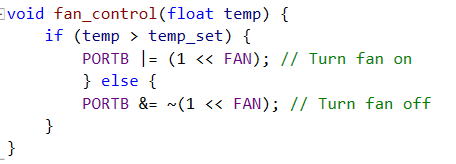 void fan_control(float temp) {
    if (temp > temp_set) {
        PORTB |= (1 << FAN); // Turn fan on
        } else {
        PORTB &= ~(1 << FAN); // Turn fan off
    }
}